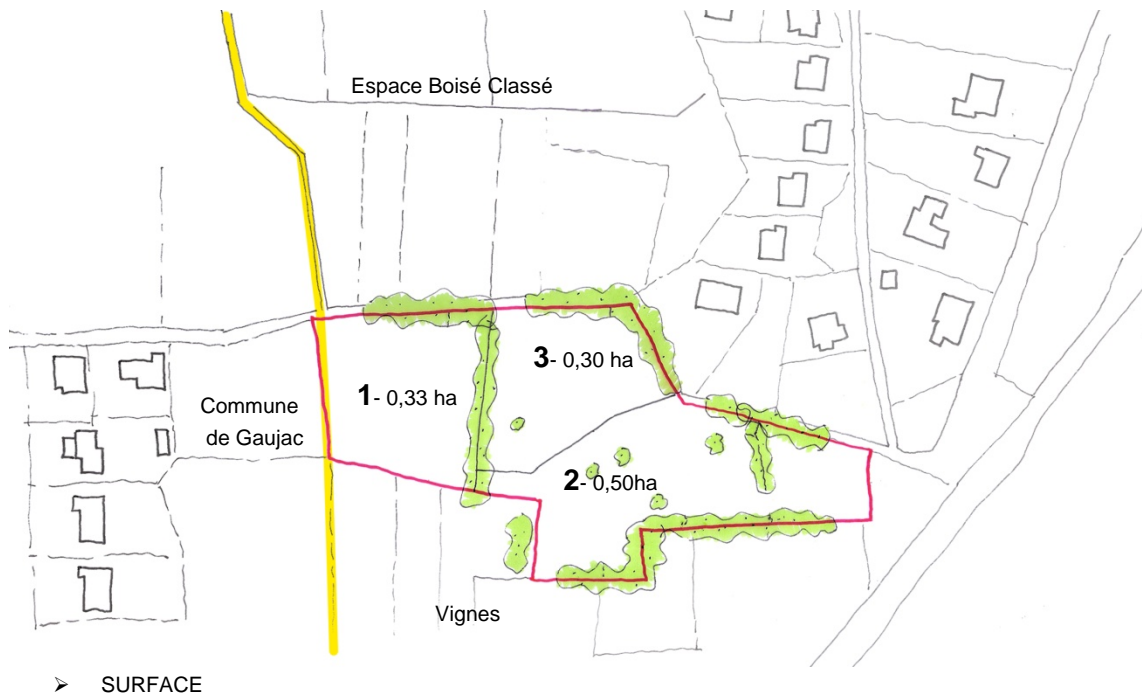 Espace Boisé Classé
3- 0,30 ha
1- 0,33 ha
Commune
de Gaujac
2- 0,50ha
Vignes
➢ SURFACE